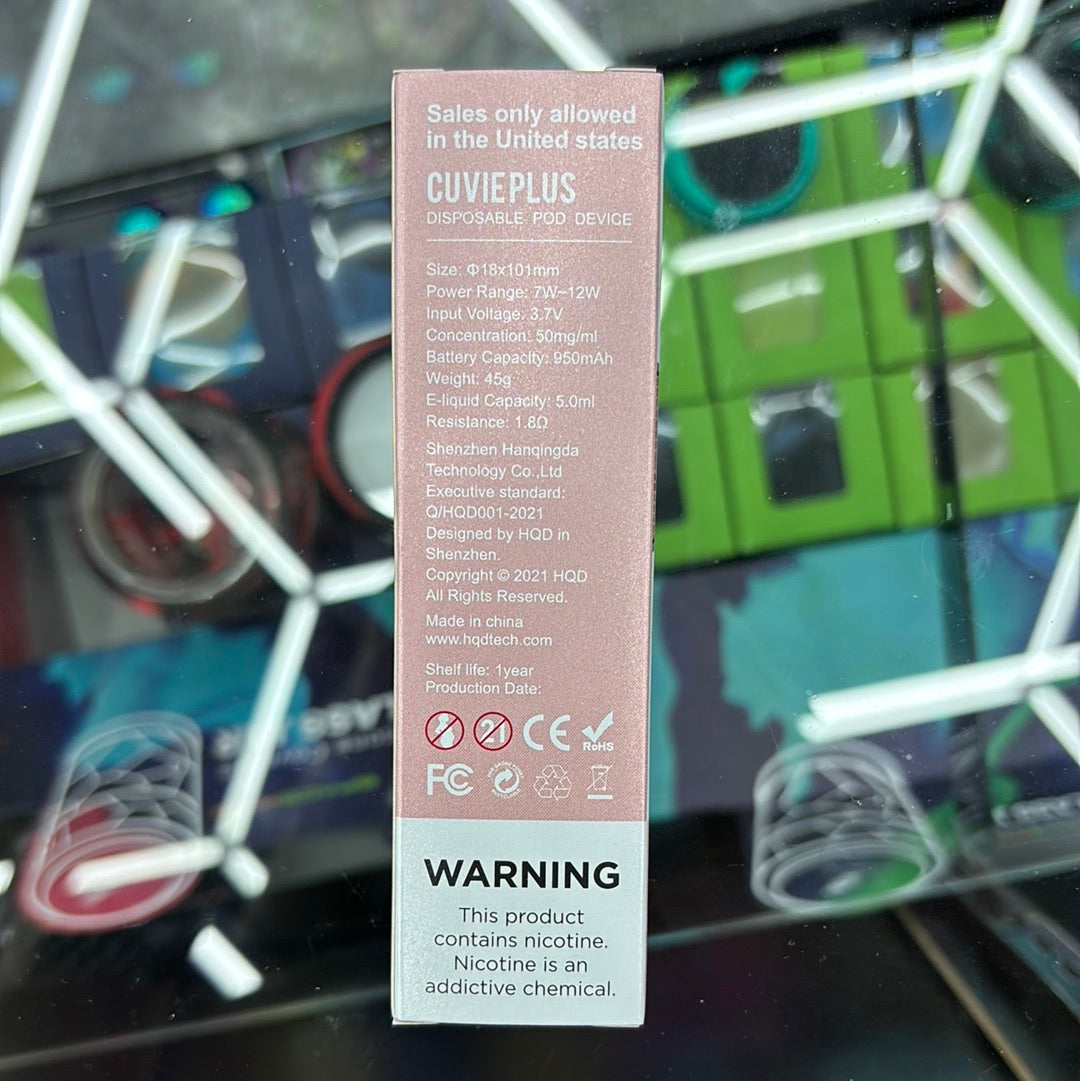 Sales only allowed
in the United states
CUVIEPLUS
DISPOSABLE POD DEVICE
Size: Φ18x101mm
Power Range: 7W~12W
Input Voltage: 3.7V
Concentration: 50mg/ml
Battery Capacity: 950mAh
Weight: 45g
E-liquid Capacity: 5.0ml
Resistance: 1.8Ω
Shenzhen Hanqingda
Technology Co.,Ltd
Executive standard:
Q/HQD001-2021
Designed by HQD in
Shenzhen.
Copyright © 2021 HQD
All Rights Reserved.
Made in china
www.hqdtech.com
Shelf life: 1year
Production Date:
21 CE RoHS
FC
WARNING
This product
contains nicotine.
Nicotine is an
addictive chemical.